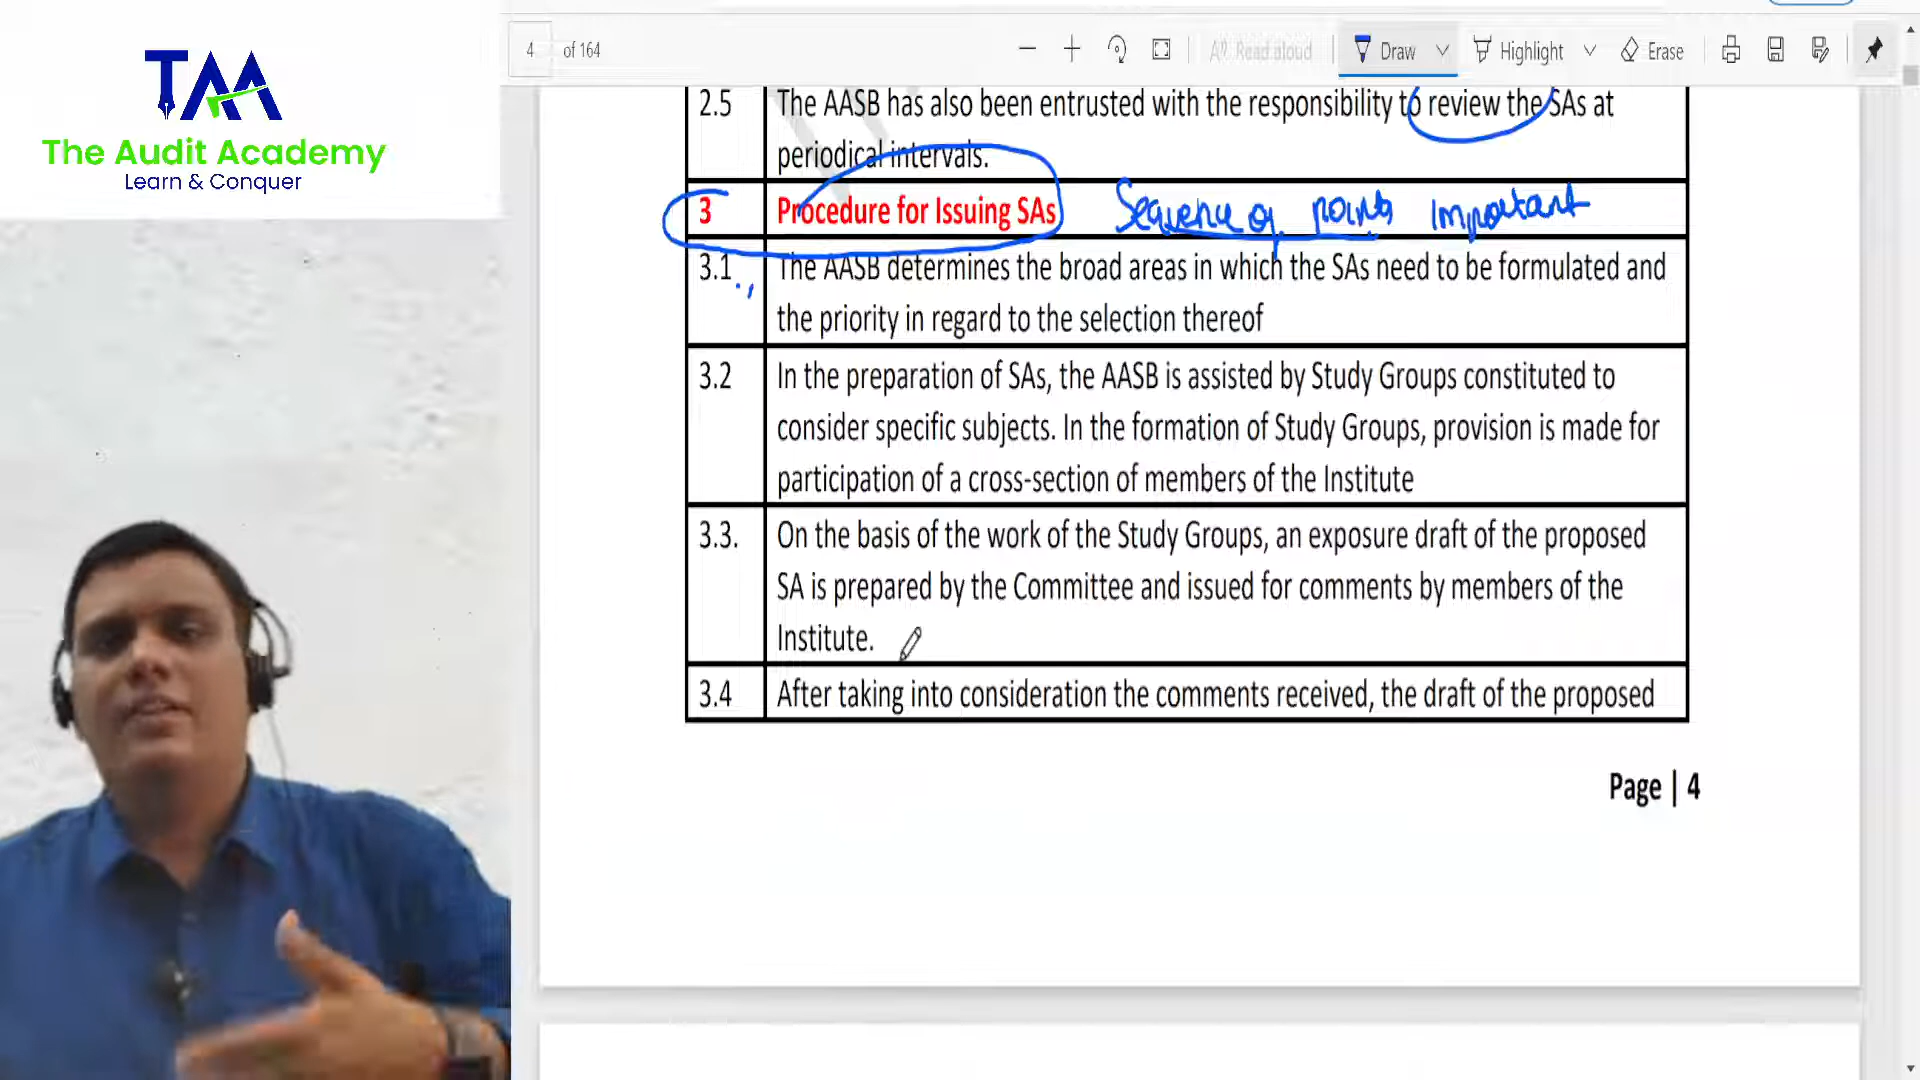 TAA
The Audit Academy
Learn & Conquer
4 of 164
Read aloud
Draw
Highlight
Erase
2.5 The AASB has also been entrusted with the responsibility to review the SAs at
periodical intervals.
3 Procedure for Issuing SAs Sequence of points important
3.1 The AASB determines the broad areas in which the SAs need to be formulated and
the priority in regard to the selection thereof
3.2 In the preparation of SAs, the AASB is assisted by Study Groups constituted to
consider specific subjects. In the formation of Study Groups, provision is made for
participation of a cross-section of members of the Institute
3.3. On the basis of the work of the Study Groups, an exposure draft of the proposed
SA is prepared by the Committee and issued for comments by members of the
Institute.
3.4 After taking into consideration the comments received, the draft of the proposed
Page | 4